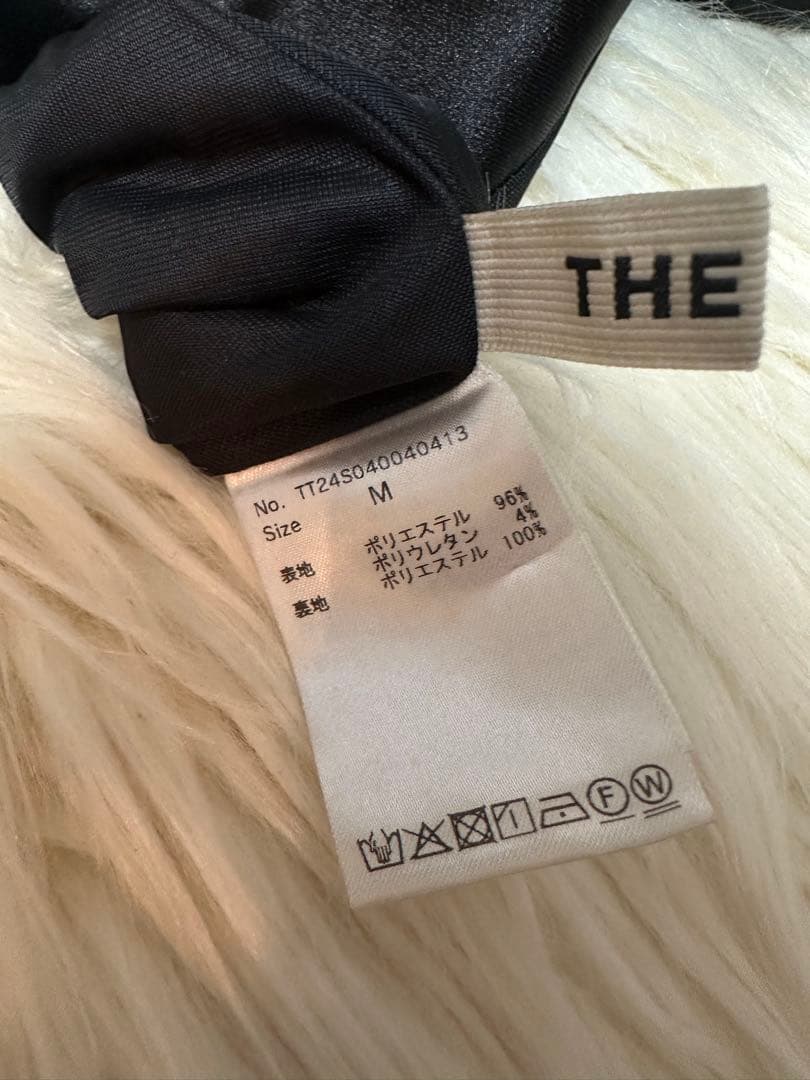 THE
No. TT24S040040413
Size M
表地 ポリエステル 96%
ポリウレタン 4%
裏地 ポリエステル 100%
F W